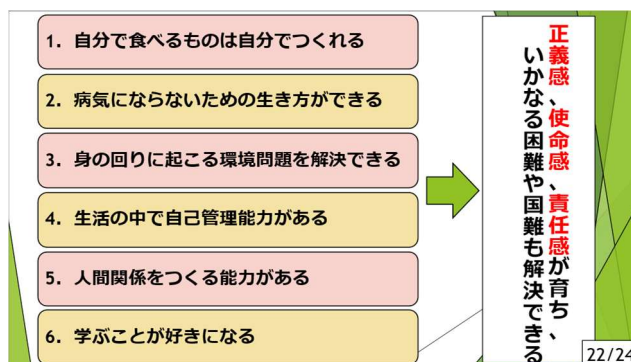 1. 自分で食べるものは自分でつくれる
2. 病気にならないための生き方ができる
3. 身の回りに起こる環境問題を解決できる
4. 生活の中で自己管理能力がある
5. 人間関係をつくる能力がある
6. 学ぶことが好きになる
正義感、使命感、責任感が育ち、
いかなる困難や国難も解決できる
22/24